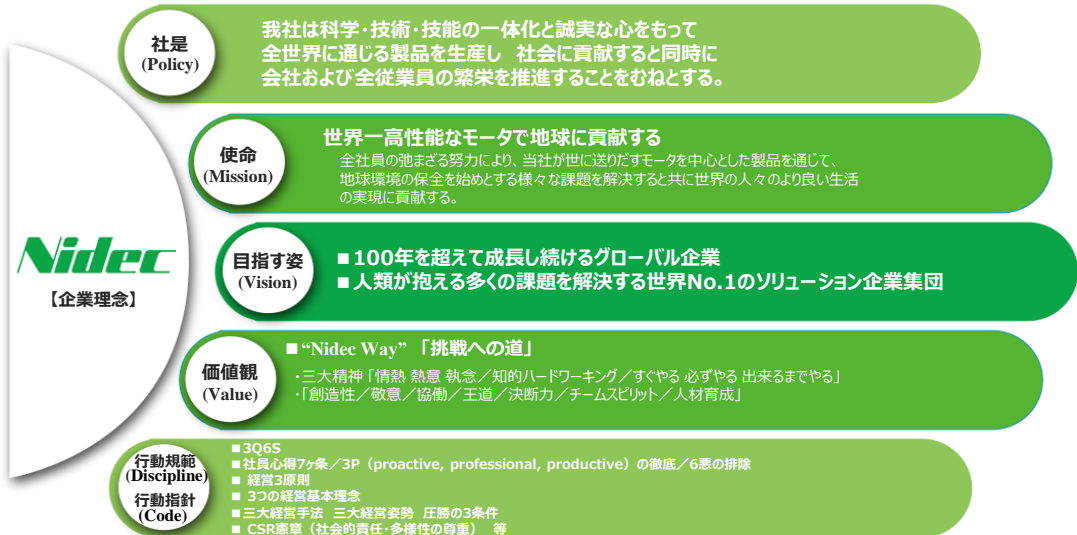 社是
(Policy)
我社は科学・技術・技能の一体化と誠実な心をもって
全世界に通じる製品を生産し 社会に貢献すると同時に
会社および全従業員の繁栄を推進することをむねとする。
使命
(Mission)
世界一高性能なモータで地球に貢献する
全社員の弛まざる努力により、当社が世に送りだすモータを中心とした製品を通じて、
地球環境の保全を始めとする様々な課題を解決すると共に世界の人々のより良い生活
の実現に貢献する。
Nidec
【企業理念】
目指す姿
(Vision)
■100年を超えて成長し続けるグローバル企業
■人類が抱える多くの課題を解決する世界No.1のソリューション企業集団
価値観
(Value)
■“Nidec Way” 「挑戦への道」
・三大精神「情熱 熱意 執念／知的ハードワーキング／すぐやる 必ずやる 出来るまでやる」
・「創造性／敬意／協働／王道／決断力／チームスピリット／人材育成」
行動規範
(Discipline)
行動指針
(Code)
■3Q6S
■社員心得7ヶ条／3P（proactive, professional, productive）の徹底／6悪の排除
■ 経営3原則
■ 3つの経営基本理念
■三大経営手法 三大経営姿勢 圧勝の3条件
■ CSR憲章（社会的責任・多様性の尊重） 等